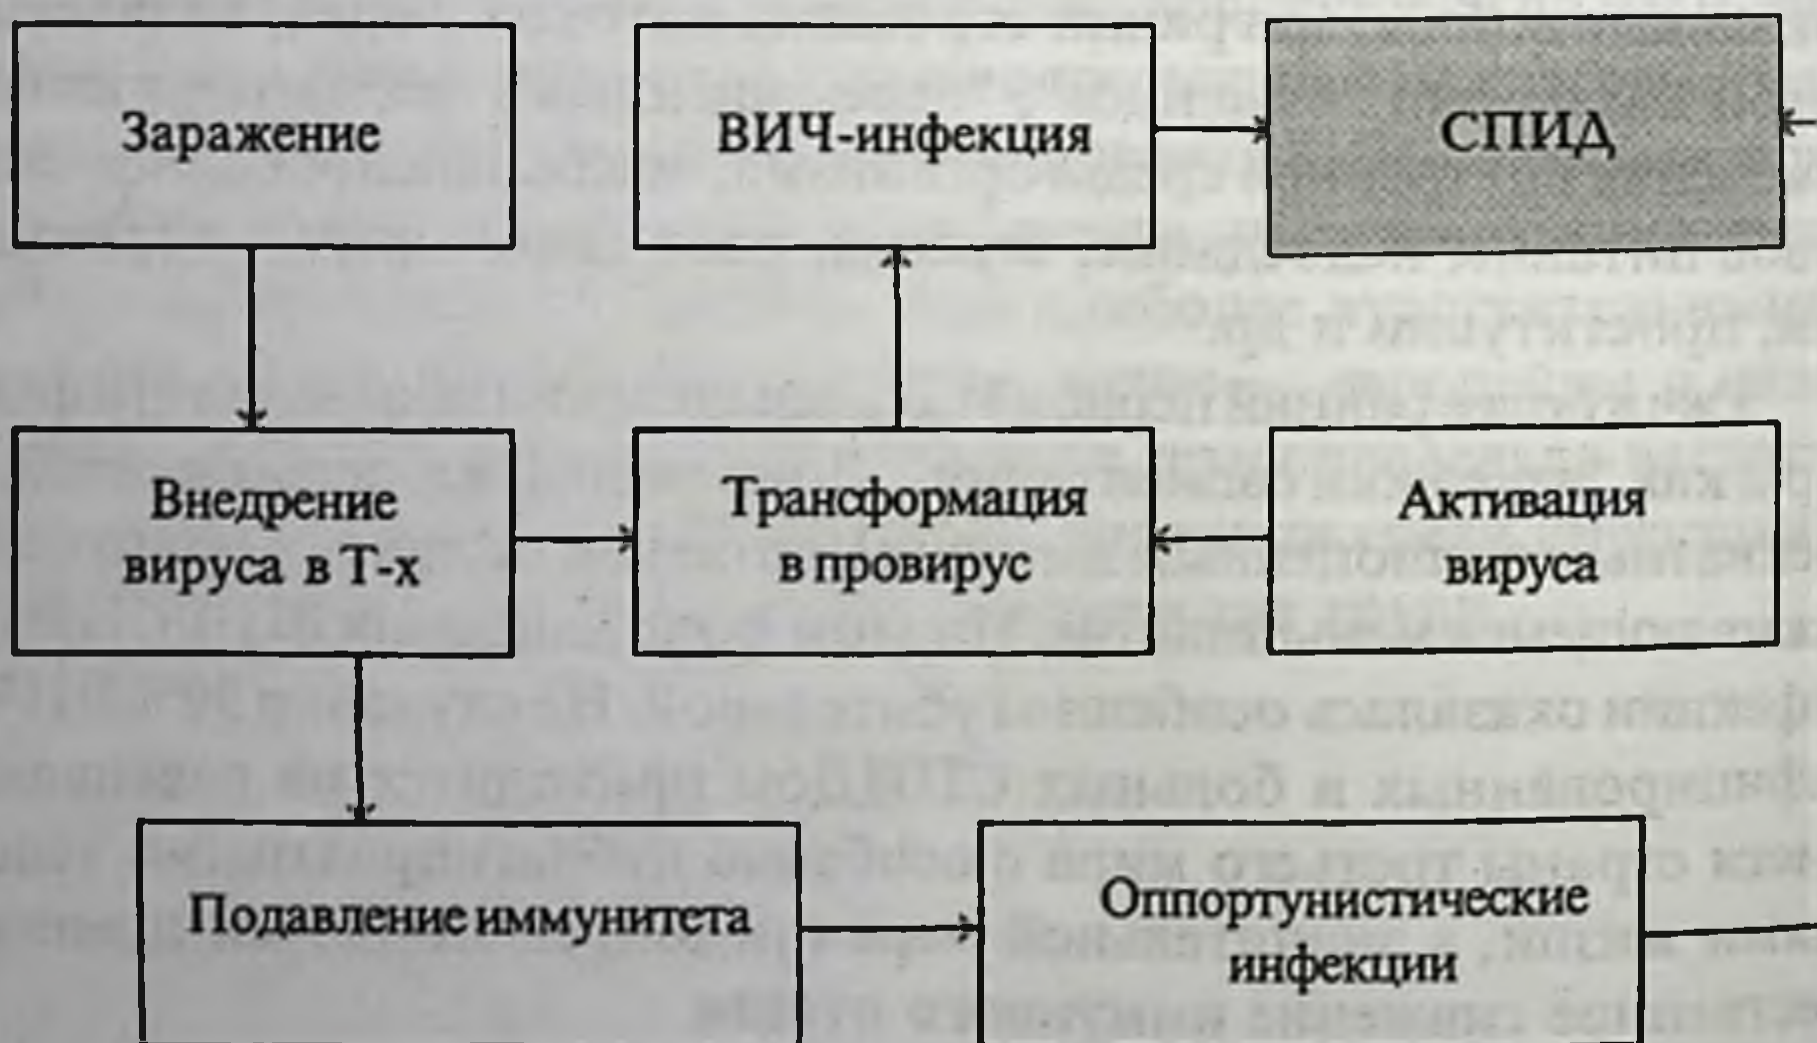 Заражение
ВИЧ-инфекция
СПИД
Внедрение
вируса в Т-х
Трансформация
в провирус
Активация
вируса
Подавление иммунитета
Оппортунистические
инфекции